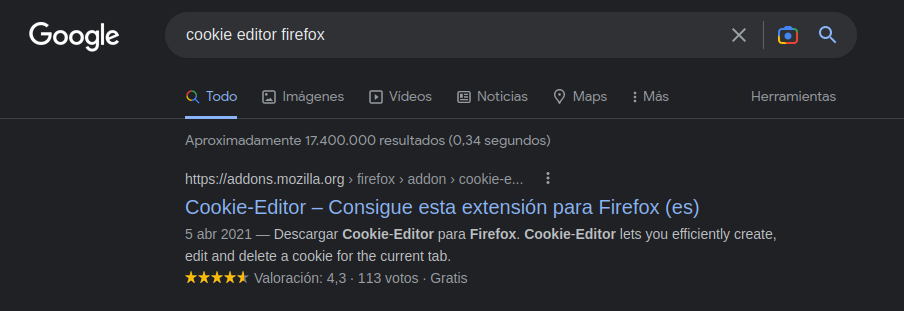 Google
cookie editor firefox
Todo Imágenes Vídeos Noticias Maps Más Herramientas
Aproximadamente 17.400.000 resultados (0,34 segundos)
https://addons.mozilla.org › firefox › addon › cookie-e...
Cookie-Editor – Consigue esta extensión para Firefox (es)
5 abr 2021 — Descargar Cookie-Editor para Firefox. Cookie-Editor lets you efficiently create,
edit and delete a cookie for the current tab.
Valoración: 4,3 · 113 votos · Gratis